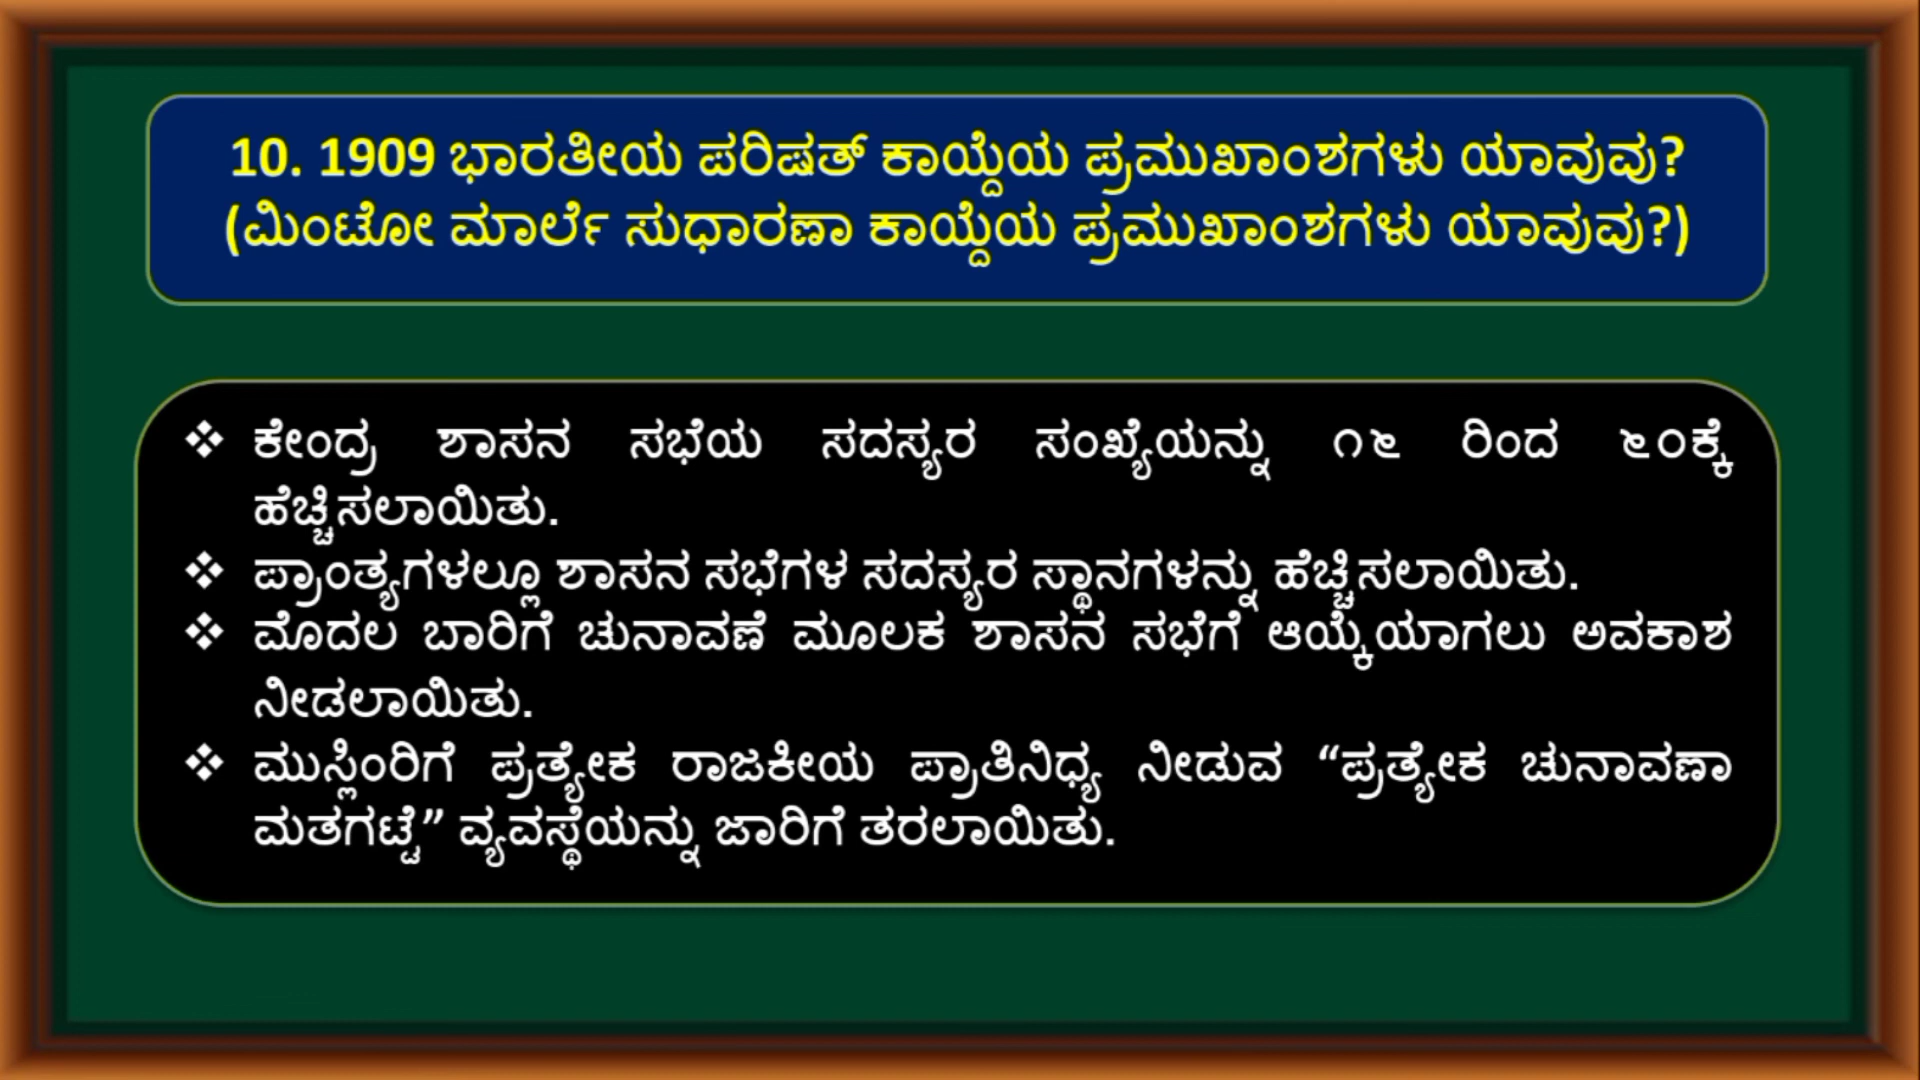 10. 1909 ಭಾರತೀಯ ಪರಿಷತ್ ಕಾಯ್ದೆಯ ಪ್ರಮುಖಾಂಶಗಳು ಯಾವುವು?
(ಮಿಂಟೋ ಮಾರ್ಲೆ ಸುಧಾರಣಾ ಕಾಯ್ದೆಯ ಪ್ರಮುಖಾಂಶಗಳು ಯಾವುವು?)
❖ ಕೇಂದ್ರ ಶಾಸನ ಸಭೆಯ ಸದಸ್ಯರ ಸಂಖ್ಯೆಯನ್ನು ೧೬ ರಿಂದ ೬೦ಕ್ಕೆ
ಹೆಚ್ಚಿಸಲಾಯಿತು.
❖ ಪ್ರಾಂತ್ಯಗಳಲ್ಲೂ ಶಾಸನ ಸಭೆಗಳ ಸದಸ್ಯರ ಸ್ಥಾನಗಳನ್ನು ಹೆಚ್ಚಿಸಲಾಯಿತು.
❖ ಮೊದಲ ಬಾರಿಗೆ ಚುನಾವಣೆ ಮೂಲಕ ಶಾಸನ ಸಭೆಗೆ ಆಯ್ಕೆಯಾಗಲು ಅವಕಾಶ
ನೀಡಲಾಯಿತು.
❖ ಮುಸ್ಲಿಂರಿಗೆ ಪ್ರತ್ಯೇಕ ರಾಜಕೀಯ ಪ್ರಾತಿನಿಧ್ಯ ನೀಡುವ “ಪ್ರತ್ಯೇಕ ಚುನಾವಣಾ
ಮತಗಟ್ಟೆ” ವ್ಯವಸ್ಥೆಯನ್ನು ಜಾರಿಗೆ ತರಲಾಯಿತು.